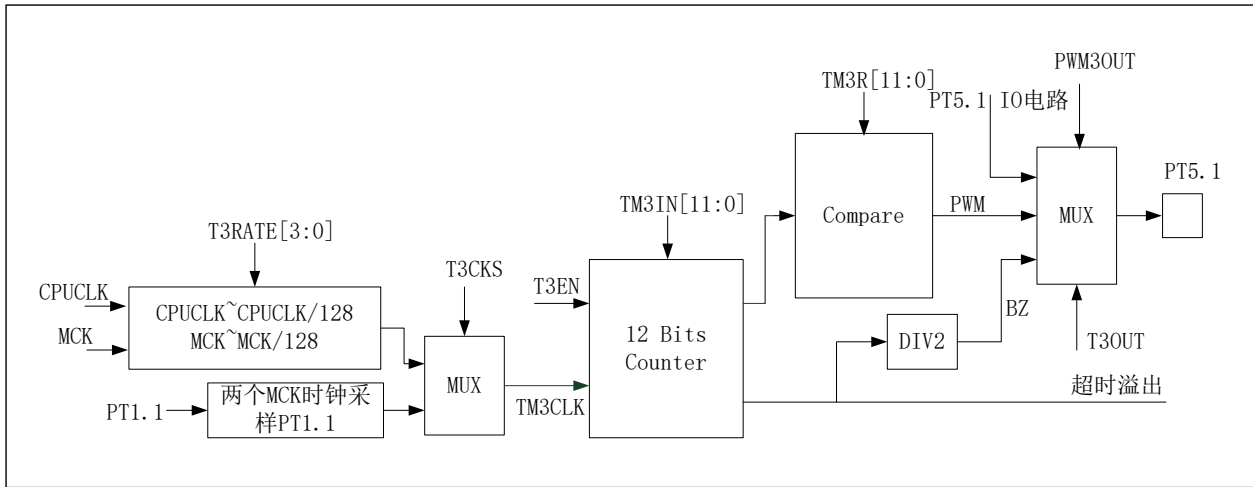 PWM3OUT
TM3R[11:0]
PT5.1 IO电路
PT5.1
TM3IN[11:0]
Compare
PWM
MUX
T3RATE[3:0]
T3CKS
T3EN
CPUCLK
CPUCLK~CPUCLK/128
MCK~MCK/128
MCK
12 Bits
Counter
BZ
DIV2
T3OUT
MUX
TM3CLK
超时溢出
PT1.1
两个MCK时钟采
样PT1.1